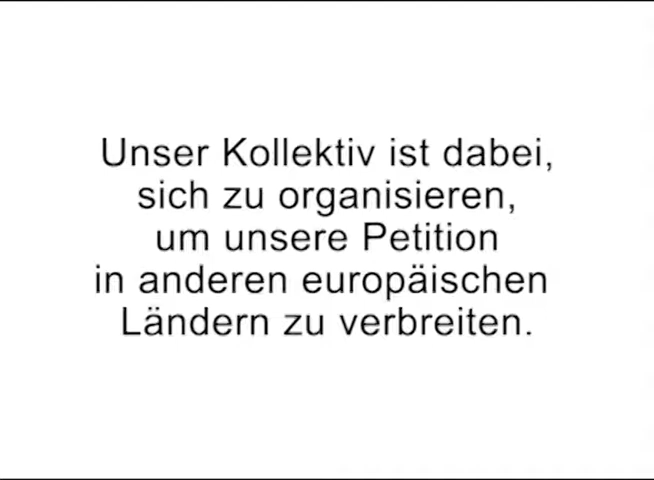 Unser Kollektiv ist dabei,
sich zu organisieren,
um unsere Petition
in anderen europäischen
Ländern zu verbreiten.